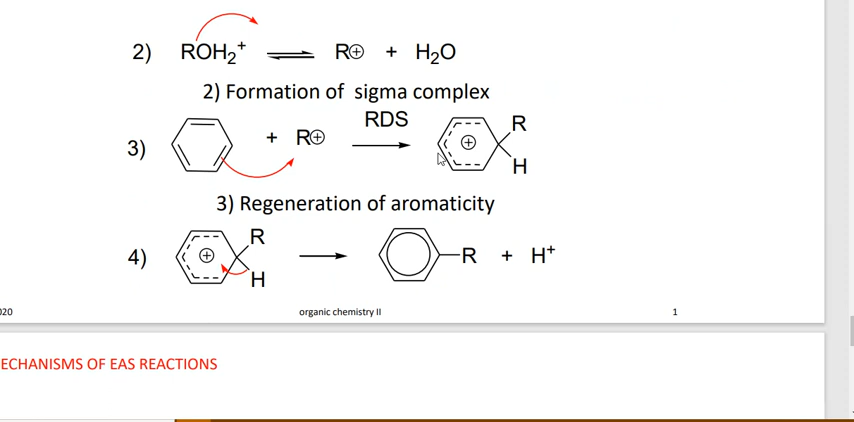 2) ROH₂⁺ ⇌ R⊕ + H₂O
2) Formation of sigma complex
RDS
3) + R⊕ → ⊕ R H
3) Regeneration of aromaticity
4) ⊕ R H → R + H⁺
020 organic chemistry II 1
ECHANISMS OF EAS REACTIONS